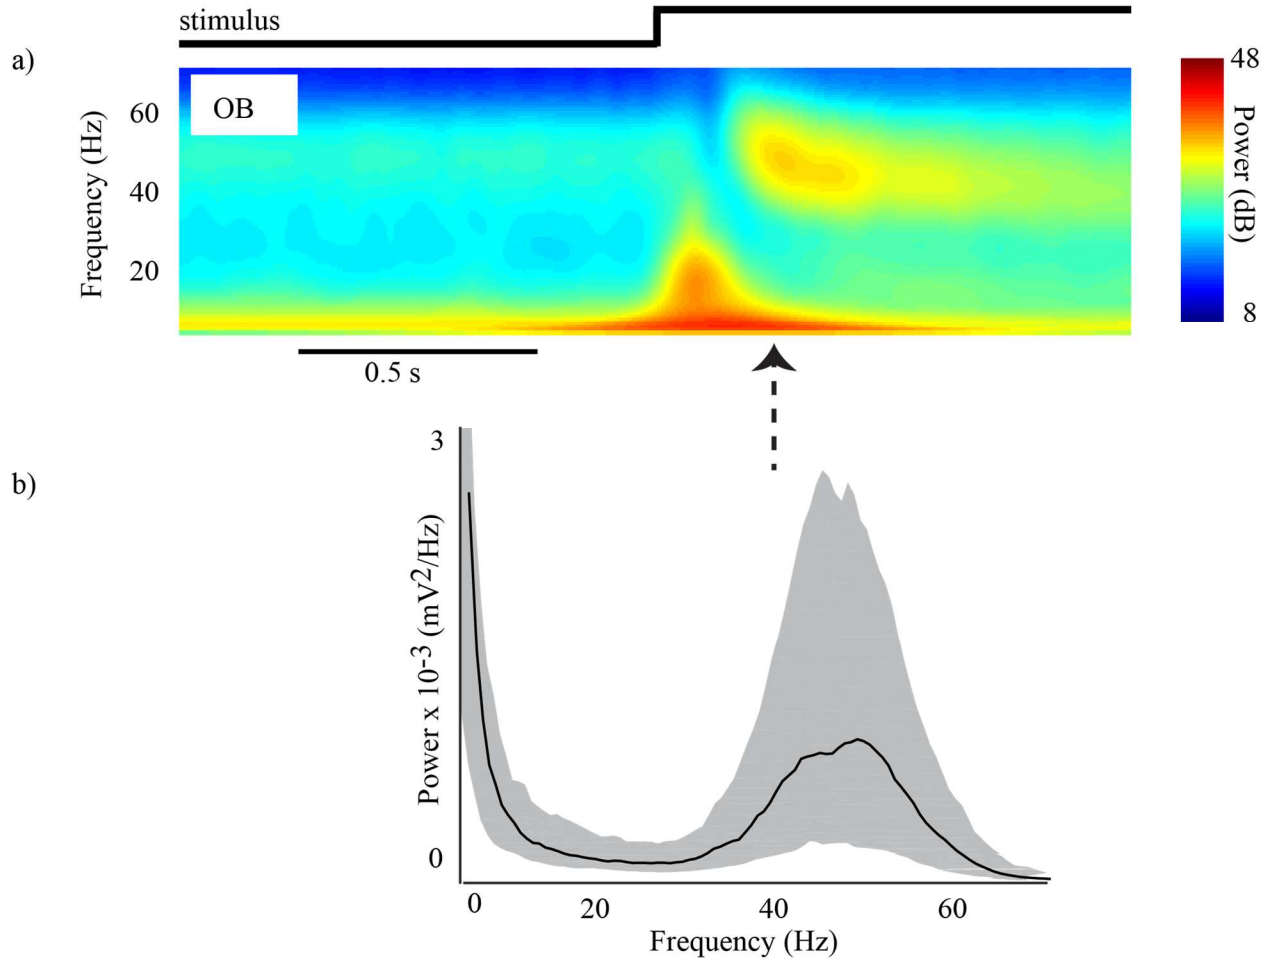 stimulus
a)
OB
60
40
20
Frequency (Hz)
48
Power (dB)
8
0.5 s
b)
3
0
Power x 10-3 (mV2/Hz)
0 20 40 60
Frequency (Hz)